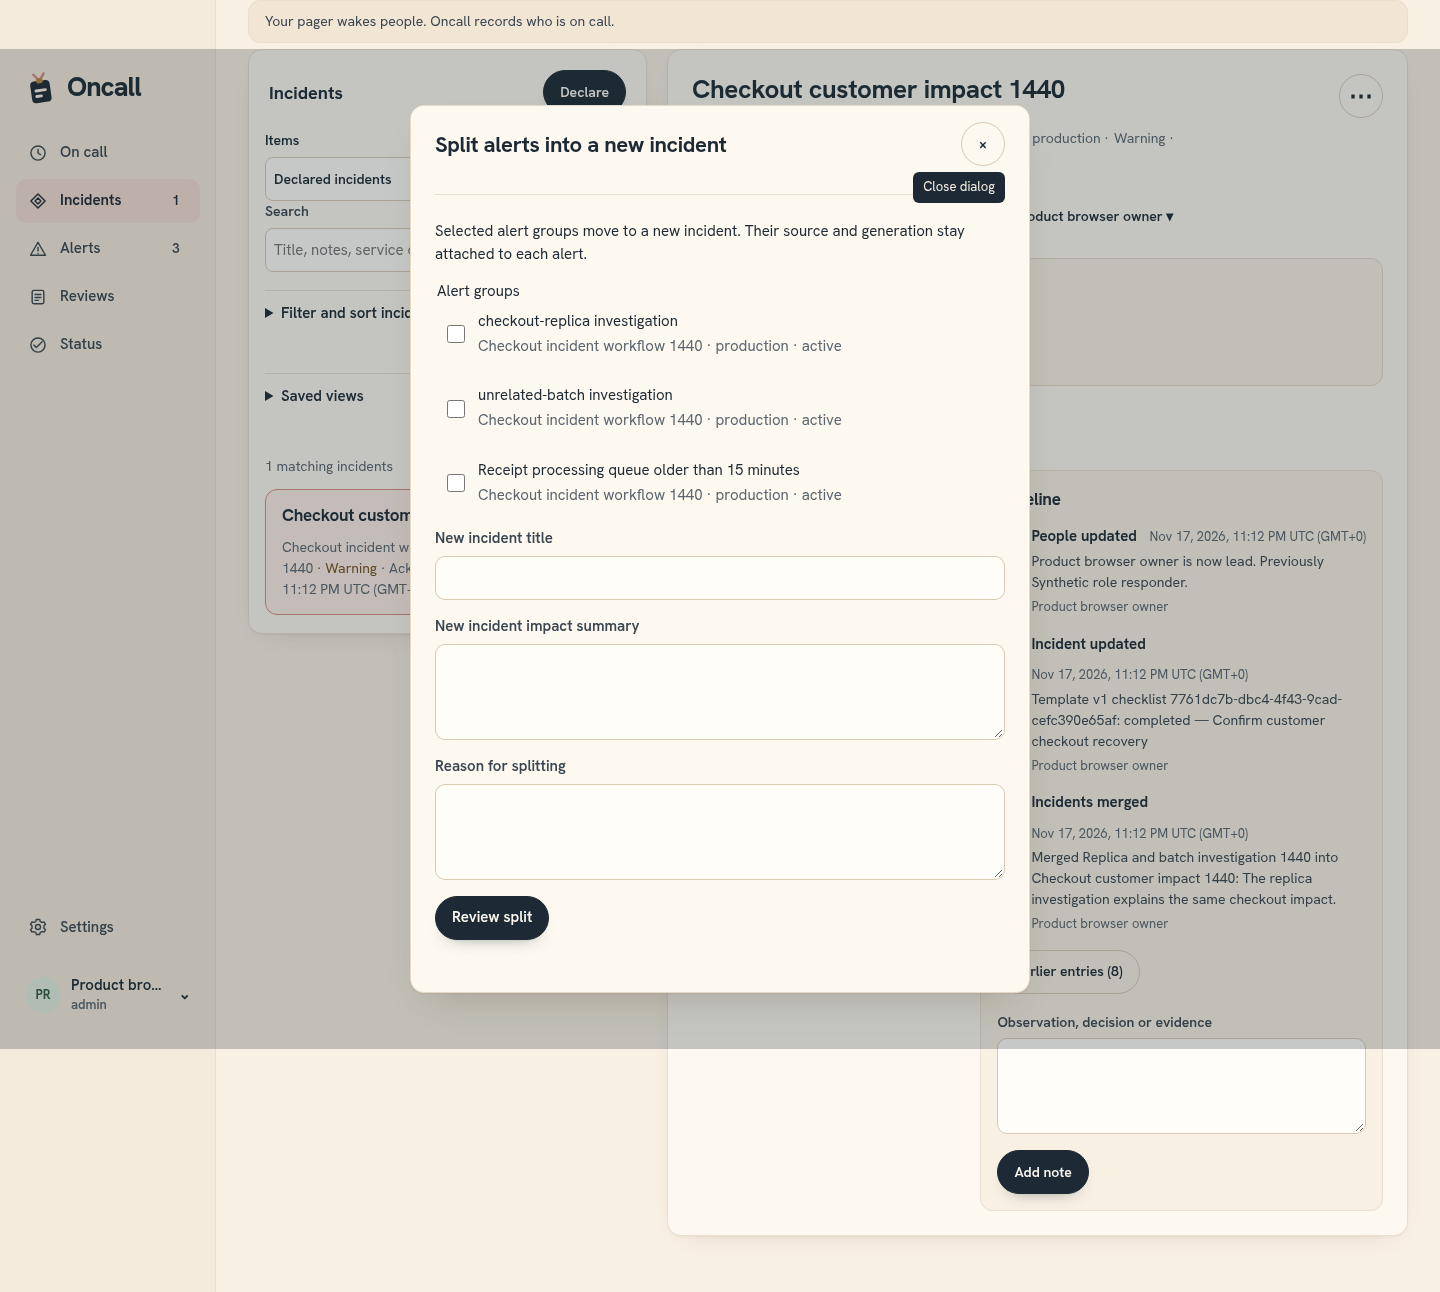 Your pager wakes people. Oncall records who is on call.
Oncall
On call
Incidents 1
Alerts 3
Reviews
Status
Settings
PR
Product bro...
admin
Incidents
Declare
Items
Declared incidents
Search
Title, notes, service
Filter and sort
Saved views
1 matching incidents
Checkout
Checkout incident
1440 · Warning ·
11:12 PM UTC
Checkout customer impact 1440
production · Warning ·
browser owner ▾
Split alerts into a new incident
×
Close dialog
Selected alert groups move to a new incident. Their source and generation stay
attached to each alert.
Alert groups
checkout-replica investigation
Checkout incident workflow 1440 · production · active
unrelated-batch investigation
Checkout incident workflow 1440 · production · active
Receipt processing queue older than 15 minutes
Checkout incident workflow 1440 · production · active
New incident title
New incident impact summary
Reason for splitting
Review split
People updated Nov 17, 2026, 11:12 PM UTC (GMT+0)
Product browser owner is now lead. Previously
Synthetic role responder.
Product browser owner
Incident updated
Nov 17, 2026, 11:12 PM UTC (GMT+0)
Template v1 checklist 7761dc7b-dbc4-4f43-9cad-
cefc390e65af: completed — Confirm customer
checkout recovery
Product browser owner
Incidents merged
Nov 17, 2026, 11:12 PM UTC (GMT+0)
Merged Replica and batch investigation 1440 into
Checkout customer impact 1440: The replica
investigation explains the same checkout impact.
Product browser owner
entries (8)
Observation, decision or evidence
Add note